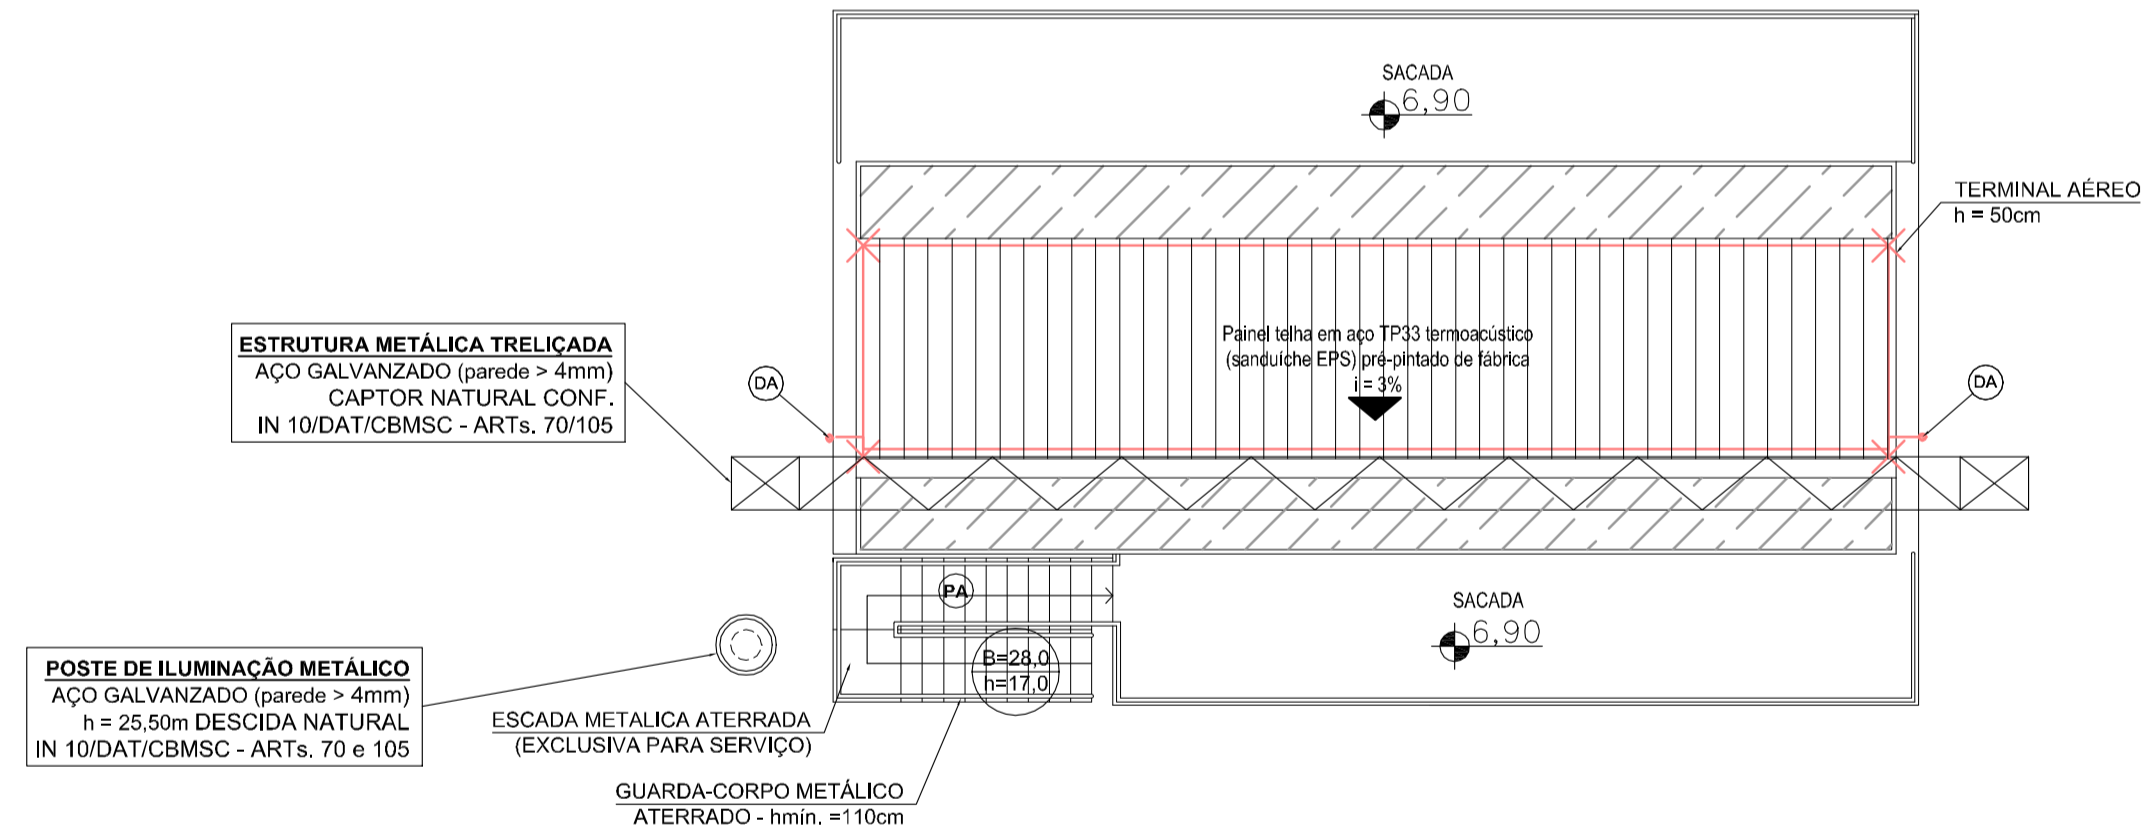 SACADA
6,90
TERMINAL AÉREO
h = 50cm
Painel telha em aço TP33 termoacústico
(sanduíche EPS) pré-pintado de fábrica
i = 3%
ESTRUTURA METÁLICA TRELIÇADA
AÇO GALVANZADO (parede > 4mm)
CAPTOR NATURAL CONF.
IN 10/DAT/CBMSC - ARTs. 70/105
DA
DA
PA
SACADA
6,90
B=28,0
h=17,0
POSTE DE ILUMINAÇÃO METÁLICO
AÇO GALVANZADO (parede > 4mm)
h = 25,50m DESCIDA NATURAL
IN 10/DAT/CBMSC - ARTs. 70 e 105
ESCADA METALICA ATERRADA
(EXCLUSIVA PARA SERVIÇO)
GUARDA-CORPO METÁLICO
ATERRADO - hmín. =110cm